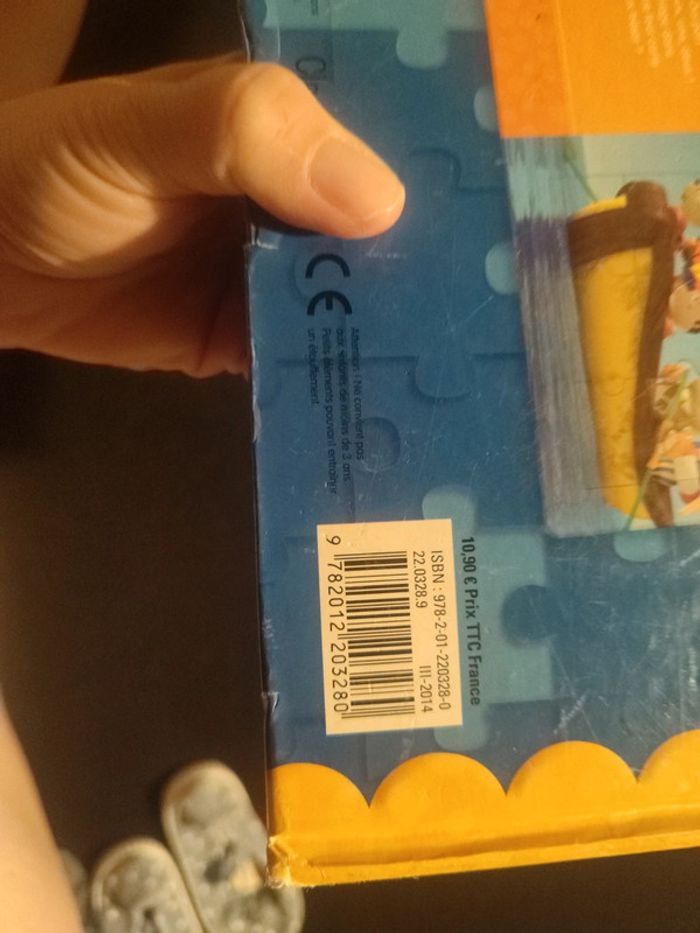 CE
Attention ! Ne convient pas
aux enfants de moins de 3 ans.
Petits éléments pouvant entraîner
un étouffement.
10,90 € Prix TTC France
ISBN : 978-2-01-220328-0
22.0328.9 III-2014
9 782012 203280